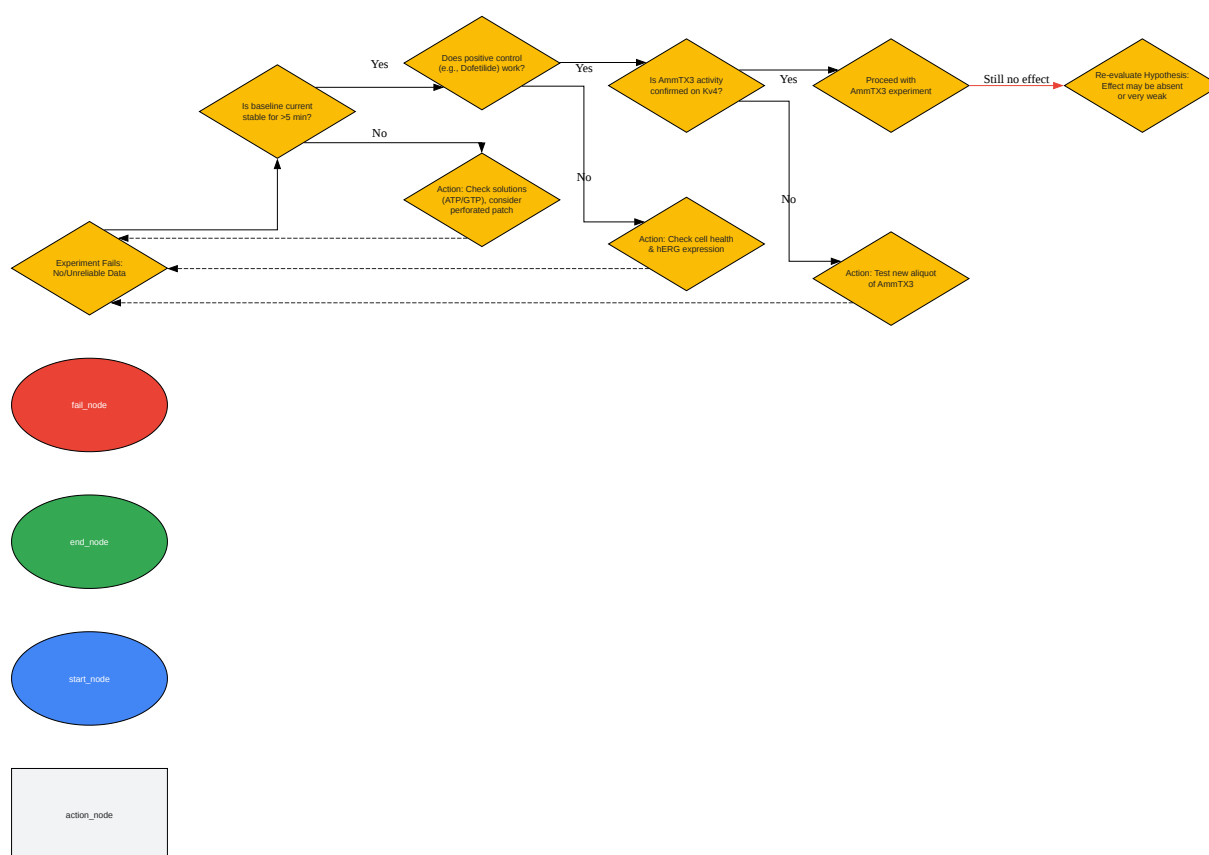 Does positive control
(e.g., Dofetilide) work?
Yes
Yes
Is AmmTX3 activity
confirmed on Kv4?
Yes
Proceed with
AmmTX3 experiment
Still no effect
Re-evaluate Hypothesis:
Effect may be absent
or very weak
Is baseline current
stable for >5 min?
No
Action: Check solutions
(ATP/GTP), consider
perforated patch
No
No
Action: Check cell health
& hERG expression
Experiment Fails:
No/Unreliable Data
Action: Test new aliquot
of AmmTX3
fail_node
end_node
start_node
action_node